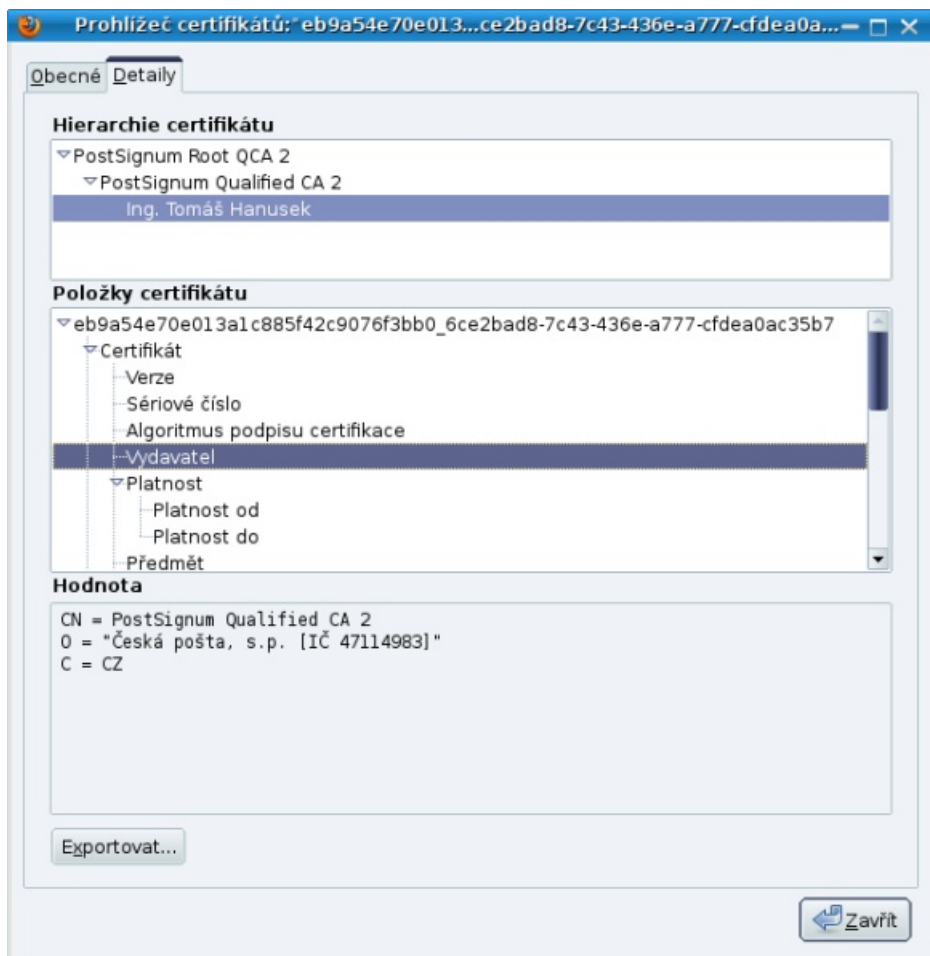 Prohlížeč certifikátů:"eb9a54e70e013...ce2bad8-7c43-436e-a777-cfdea0a...
Obecné Detaily
Hierarchie certifikátu
PostSignum Root QCA 2
PostSignum Qualified CA 2
Ing. Tomáš Hanusek
Položky certifikátu
eb9a54e70e013a1c885f42c9076f3bb0_6ce2bad8-7c43-436e-a777-cfdea0ac35b7
Certifikát
Verze
Sériové číslo
Algoritmus podpisu certifikace
Vydavatel
Platnost
Platnost od
Platnost do
Předmět
Hodnota
CN = PostSignum Qualified CA 2
O = "Česká pošta, s.p. [IČ 47114983]"
C = CZ
Exportovat...
Zavřít